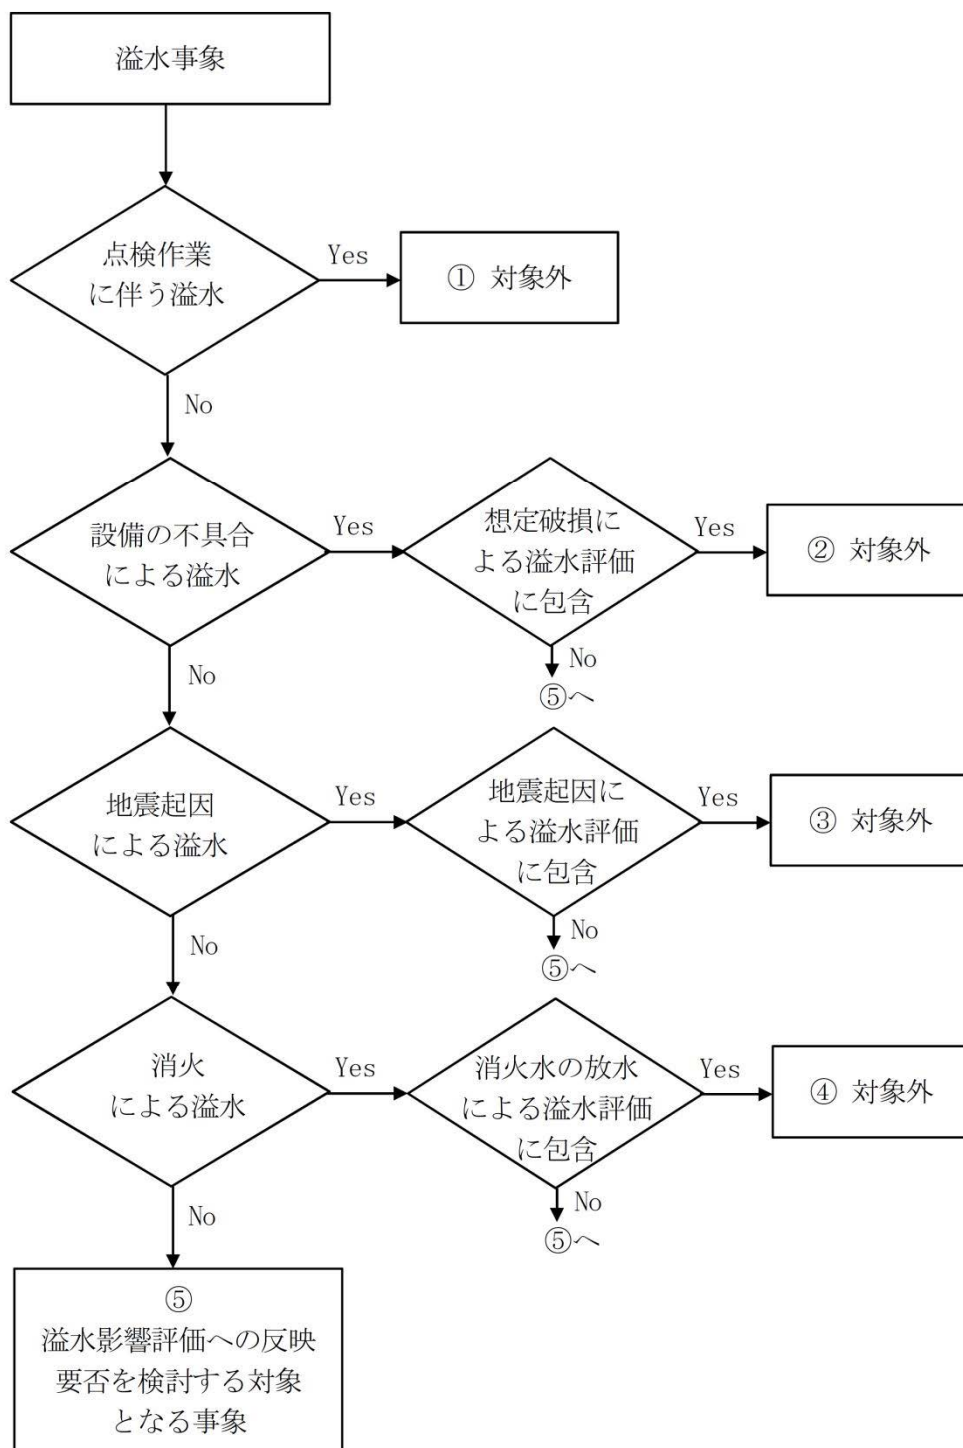 溢水事象
点検作業
に伴う溢水
Yes
① 対象外
No
設備の不具合
による溢水
Yes
想定破損に
よる溢水評価
に包含
Yes
② 対象外
No
⑤へ
No
地震起因
による溢水
Yes
地震起因に
よる溢水評価
に包含
Yes
③ 対象外
No
⑤へ
No
消火
による溢水
Yes
消火水の放水
による溢水評価
に包含
Yes
④ 対象外
No
⑤へ
No
⑤
溢水影響評価への反映
要否を検討する対象
となる事象